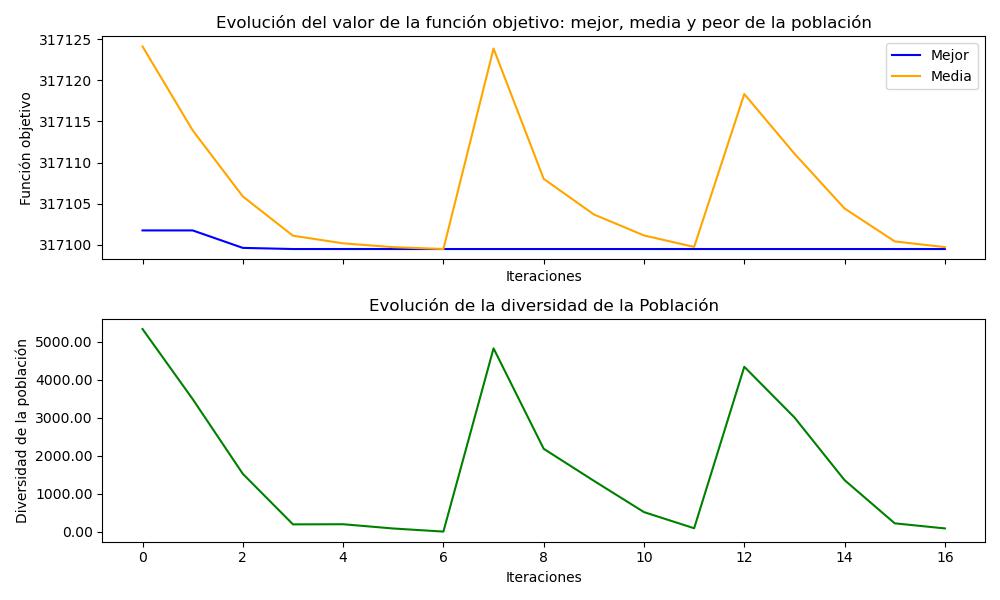 Evolución del valor de la función objetivo: mejor, media y peor de la población
317125
317120
317115
317110
317105
317100
Función objetivo
Mejor
Media
Iteraciones
Evolución de la diversidad de la Población
5000.00
4000.00
3000.00
2000.00
1000.00
0.00
Diversidad de la población
0 2 4 6 8 10 12 14 16
Iteraciones